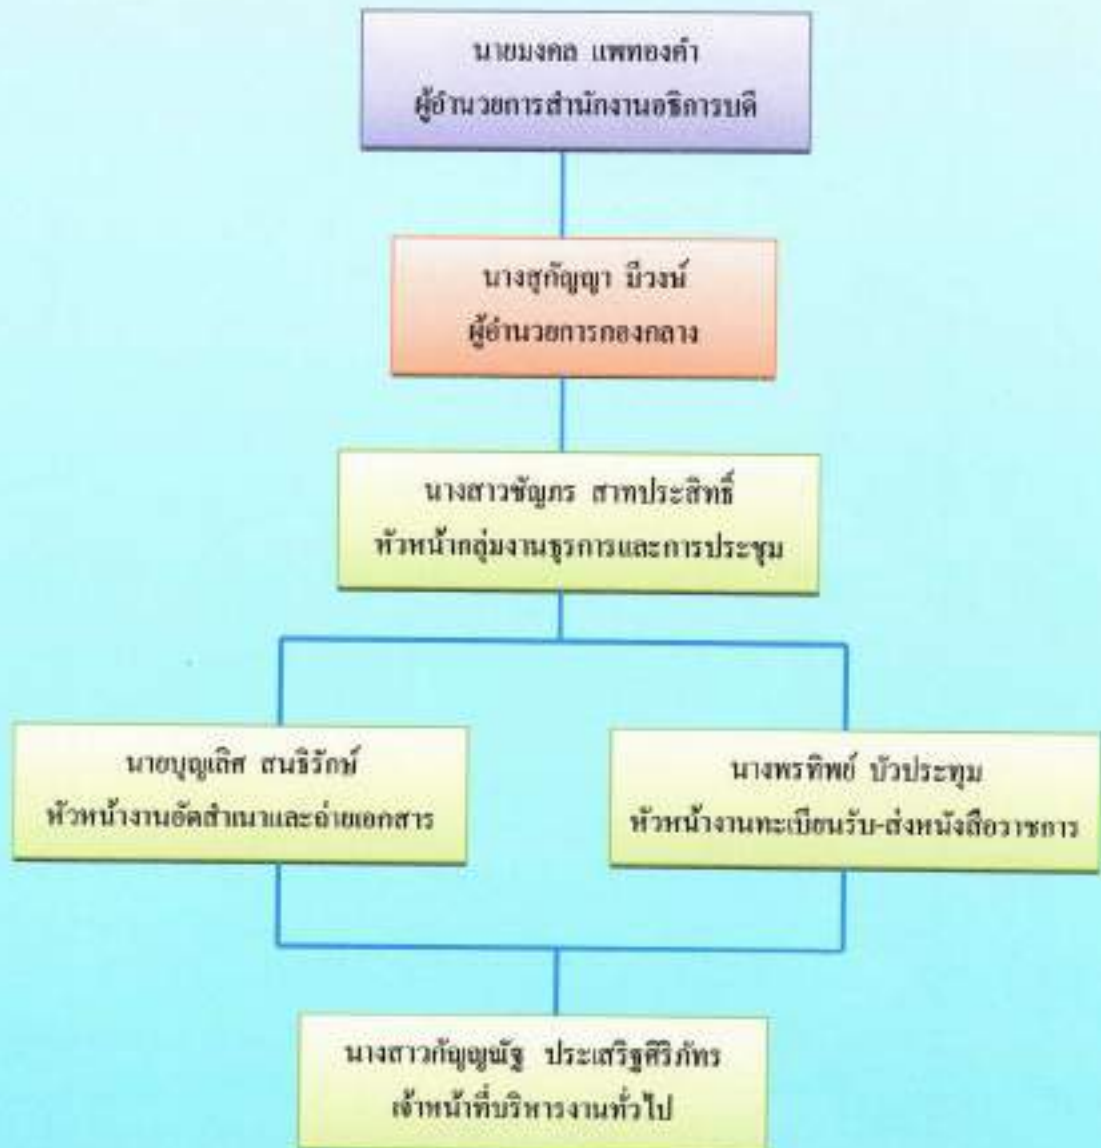 นายมงคล แพทองคำ
ผู้อำนวยการสำนักงานอธิการบดี
นางสุกัญญา มีวงษ์
ผู้อำนวยการกองกลาง
นางสาวชัญภร สาทประสิทธิ์
หัวหน้ากลุ่มงานธุรการและการประชุม
นายบุญเลิศ สนธิรักษ์
หัวหน้างานอัดสำเนาและถ่ายเอกสาร
นางพรทิพย์ บัวประทุม
หัวหน้างานทะเบียนรับ-ส่งหนังสือราชการ
นางสาวกัญญณัฐ ประเสริฐศิริภัทร
เจ้าหน้าที่บริหารงานทั่วไป